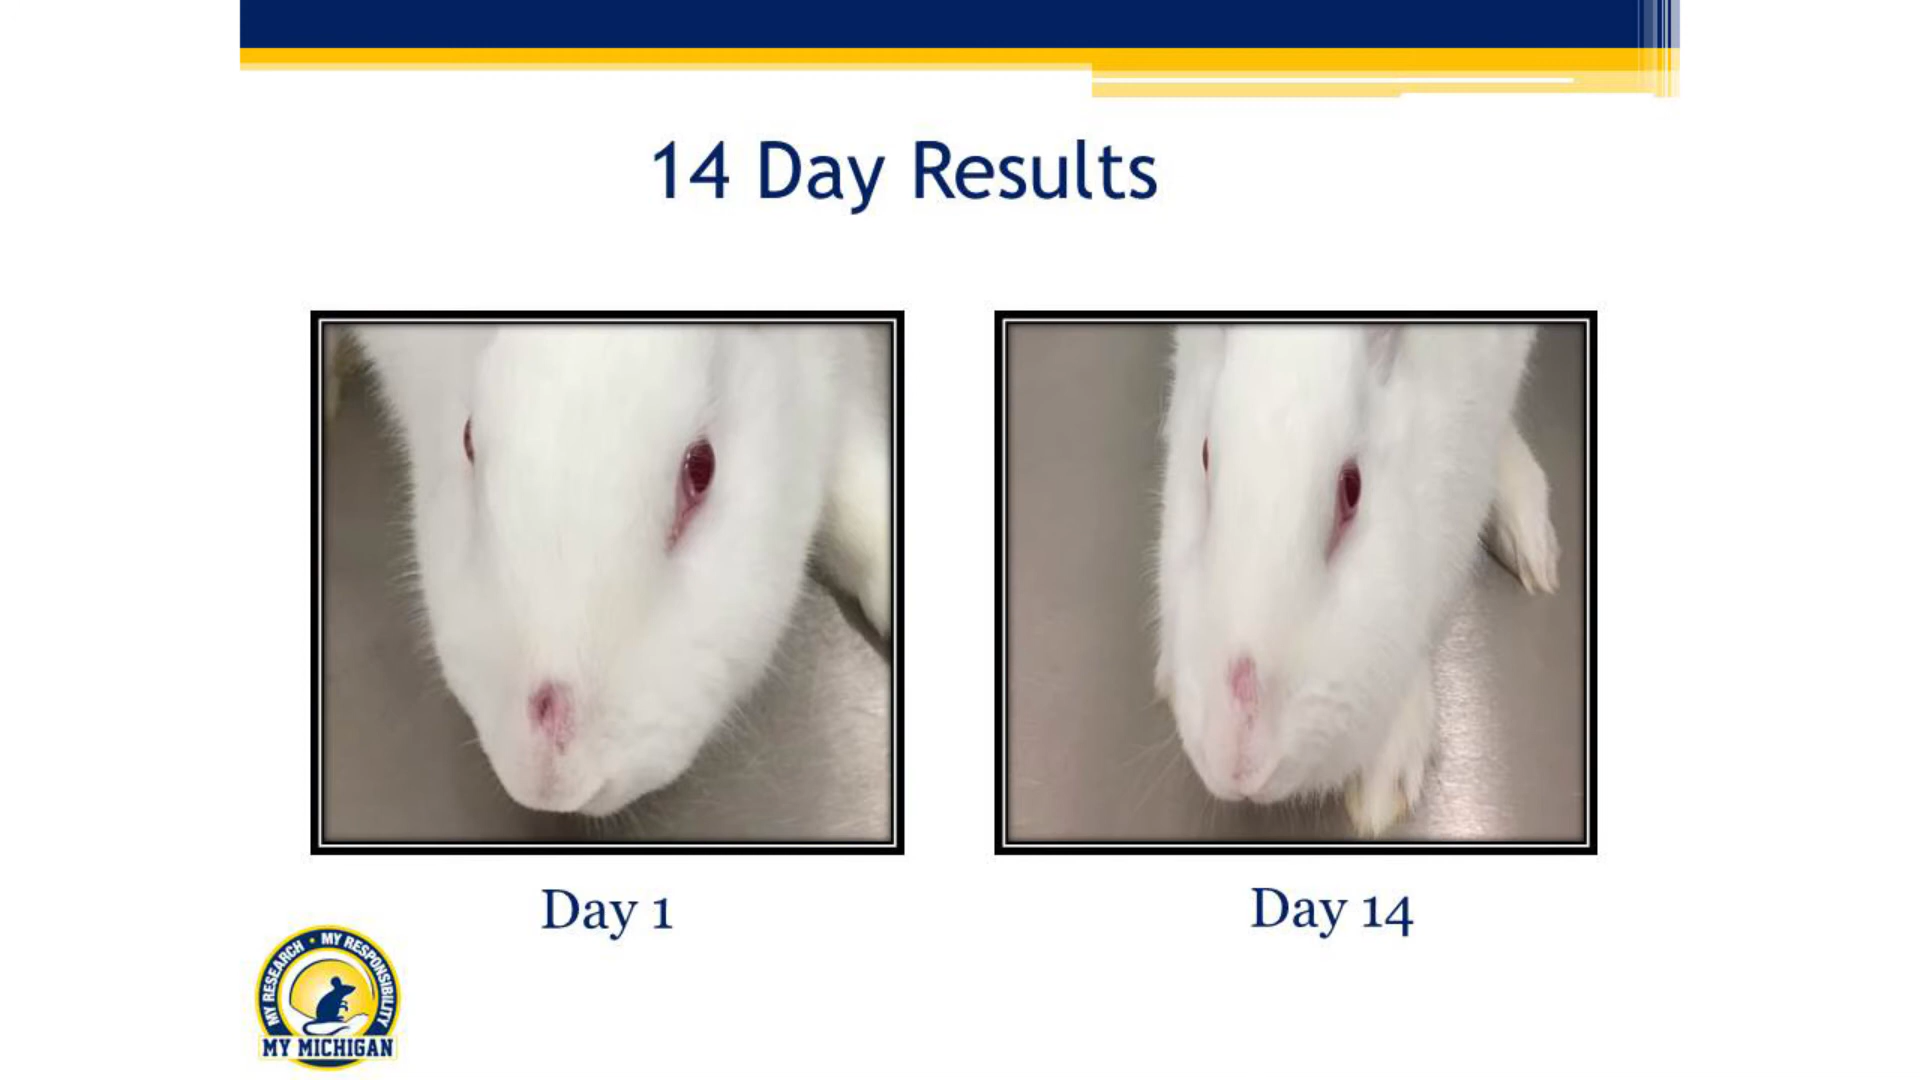 14 Day Results
Day 1
Day 14
MY RESEARCH • MY RESPONSIBILITY
MY MICHIGAN